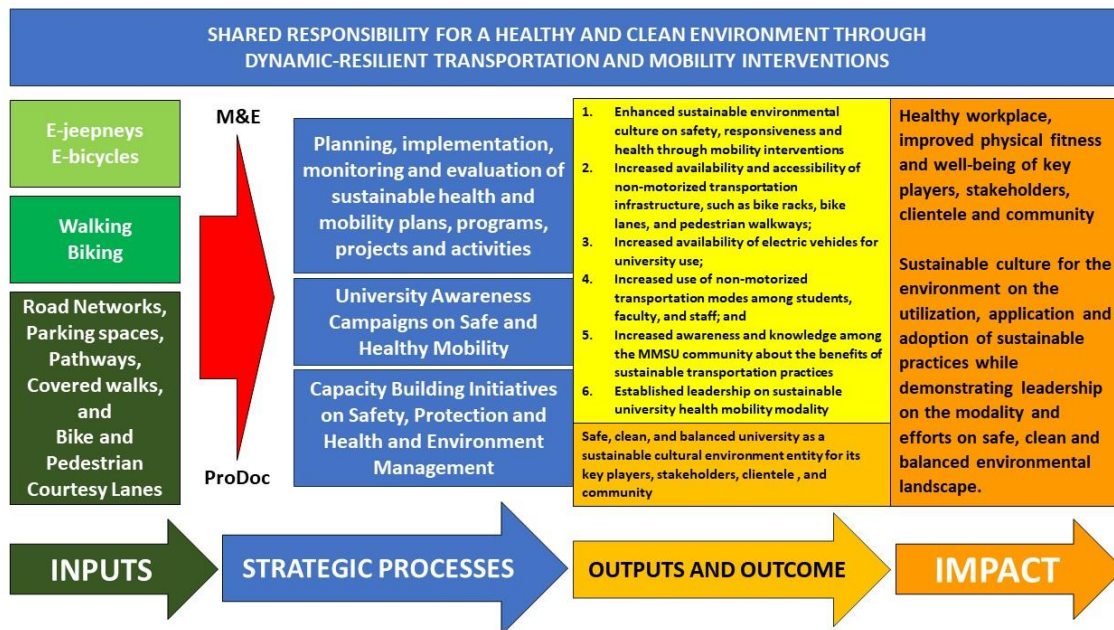 SHARED RESPONSIBILITY FOR A HEALTHY AND CLEAN ENVIRONMENT THROUGH
DYNAMIC-RESILIENT TRANSPORTATION AND MOBILITY INTERVENTIONS
E-jeepneys
E-bicycles
Walking
Biking
Road Networks,
Parking spaces,
Pathways,
Covered walks,
and
Bike and
Pedestrian
Courtesy Lanes
M&E
ProDoc
Planning, implementation,
monitoring and evaluation of
sustainable health and
mobility plans, programs,
projects and activities
University Awareness
Campaigns on Safe and
Healthy Mobility
Capacity Building Initiatives
on Safety, Protection and
Health and Environment
Management
1. Enhanced sustainable environmental
culture on safety, responsiveness and
health through mobility interventions
2. Increased availability and accessibility of
non-motorized transportation
infrastructure, such as bike racks, bike
lanes, and pedestrian walkways;
3. Increased availability of electric vehicles for
university use;
4. Increased use of non-motorized
transportation modes among students,
faculty, and staff; and
5. Increased awareness and knowledge among
the MMSU community about the benefits of
sustainable transportation practices
6. Established leadership on sustainable
university health mobility modality
Safe, clean, and balanced university as a
sustainable cultural environment entity for its
key players, stakeholders, clientele , and
community
Healthy workplace,
improved physical fitness
and well-being of key
players, stakeholders,
clientele and community
Sustainable culture for the
environment on the
utilization, application and
adoption of sustainable
practices while
demonstrating leadership
on the modality and
efforts on safe, clean and
balanced environmental
landscape.
INPUTS
STRATEGIC PROCESSES
OUTPUTS AND OUTCOME
IMPACT